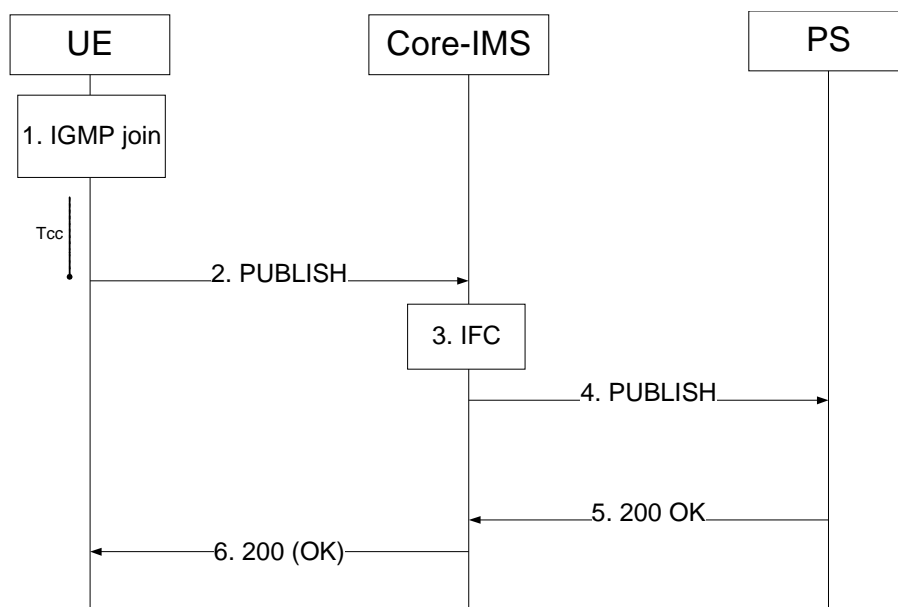 UE
Core-IMS
PS
1. IGMP join
Tcc
2. PUBLISH
3. IFC
4. PUBLISH
5. 200 OK
6. 200 (OK)